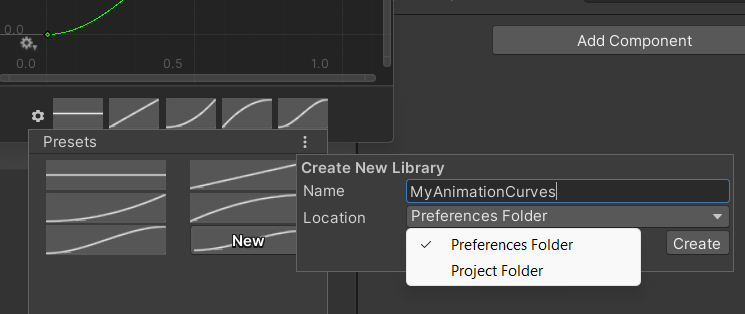 0.0
0.0 0.5 1.0
Add Component
Presets
Create New Library
Name MyAnimationCurves
Location Preferences Folder
New
Preferences Folder
Create
Project Folder